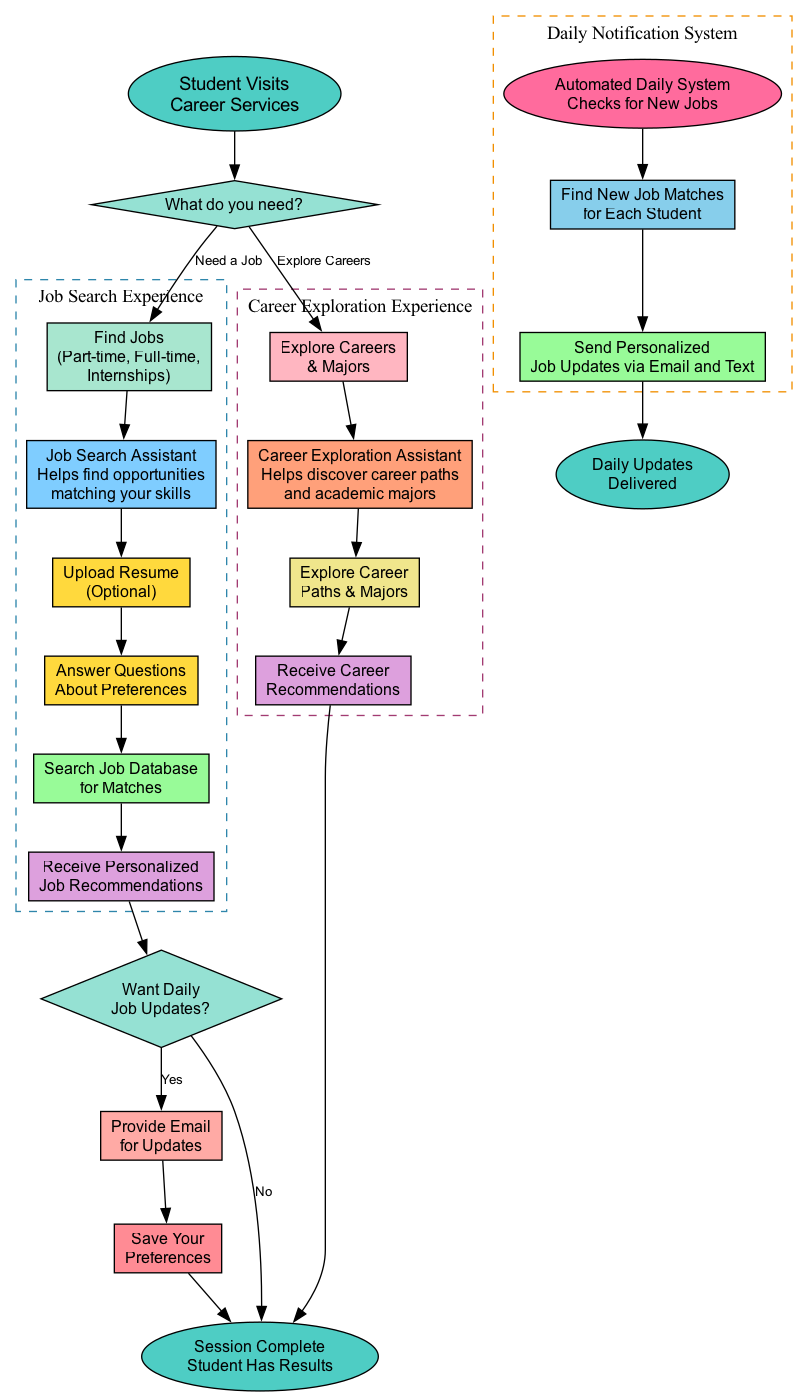 Student Visits
Career Services
What do you need?
Need a Job
Explore Careers
Job Search Experience
Find Jobs
(Part-time, Full-time,
Internships)
Job Search Assistant
Helps find opportunities
matching your skills
Upload Resume
(Optional)
Answer Questions
About Preferences
Search Job Database
for Matches
Receive Personalized
Job Recommendations
Want Daily
Job Updates?
Yes
No
Provide Email
for Updates
Save Your
Preferences
Session Complete
Student Has Results
Career Exploration Experience
Explore Careers
& Majors
Career Exploration Assistant
Helps discover career paths
and academic majors
Explore Career
Paths & Majors
Receive Career
Recommendations
Daily Notification System
Automated Daily System
Checks for New Jobs
Find New Job Matches
for Each Student
Send Personalized
Job Updates via Email and Text
Daily Updates
Delivered